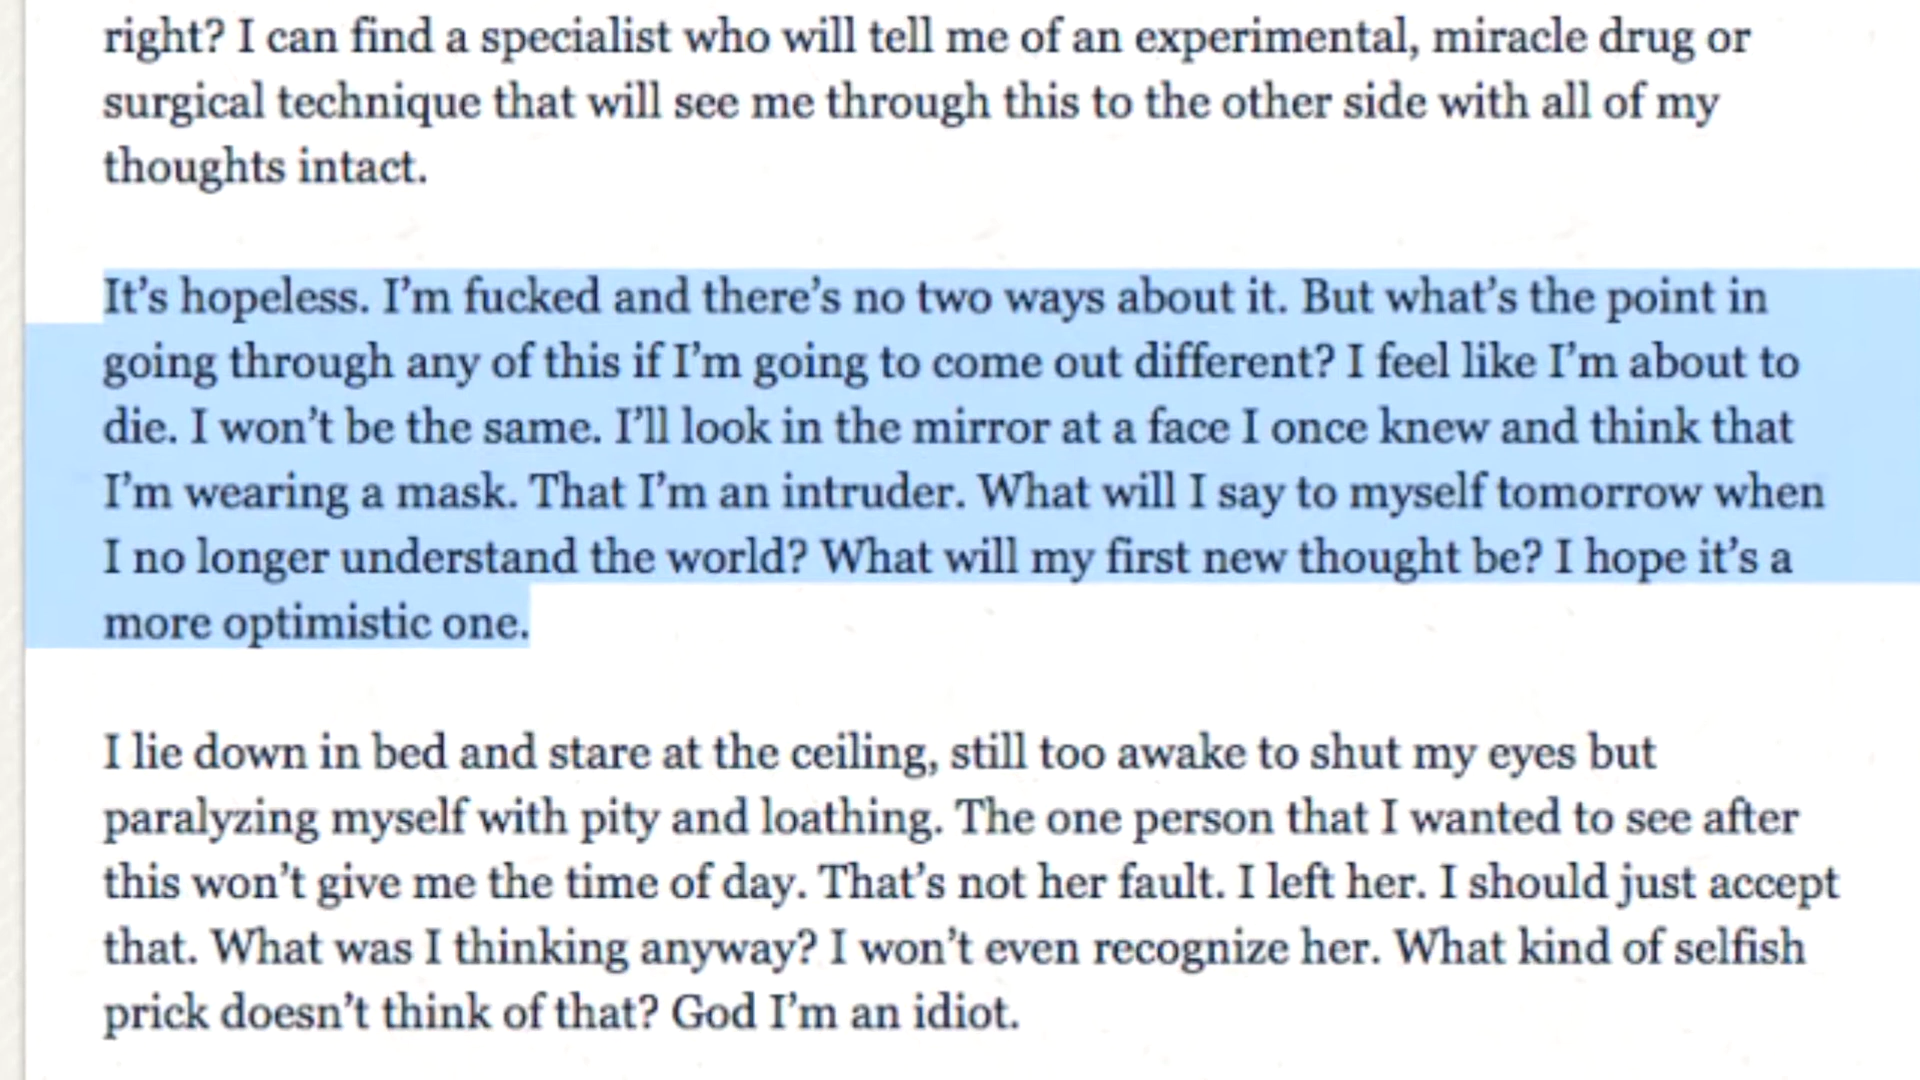 right? I can find a specialist who will tell me of an experimental, miracle drug or
surgical technique that will see me through this to the other side with all of my
thoughts intact.
It’s hopeless. I’m fucked and there’s no two ways about it. But what’s the point in
going through any of this if I’m going to come out different? I feel like I’m about to
die. I won’t be the same. I’ll look in the mirror at a face I once knew and think that
I’m wearing a mask. That I’m an intruder. What will I say to myself tomorrow when
I no longer understand the world? What will my first new thought be? I hope it’s a
more optimistic one.
I lie down in bed and stare at the ceiling, still too awake to shut my eyes but
paralyzing myself with pity and loathing. The one person that I wanted to see after
this won’t give me the time of day. That’s not her fault. I left her. I should just accept
that. What was I thinking anyway? I won’t even recognize her. What kind of selfish
prick doesn’t think of that? God I’m an idiot.